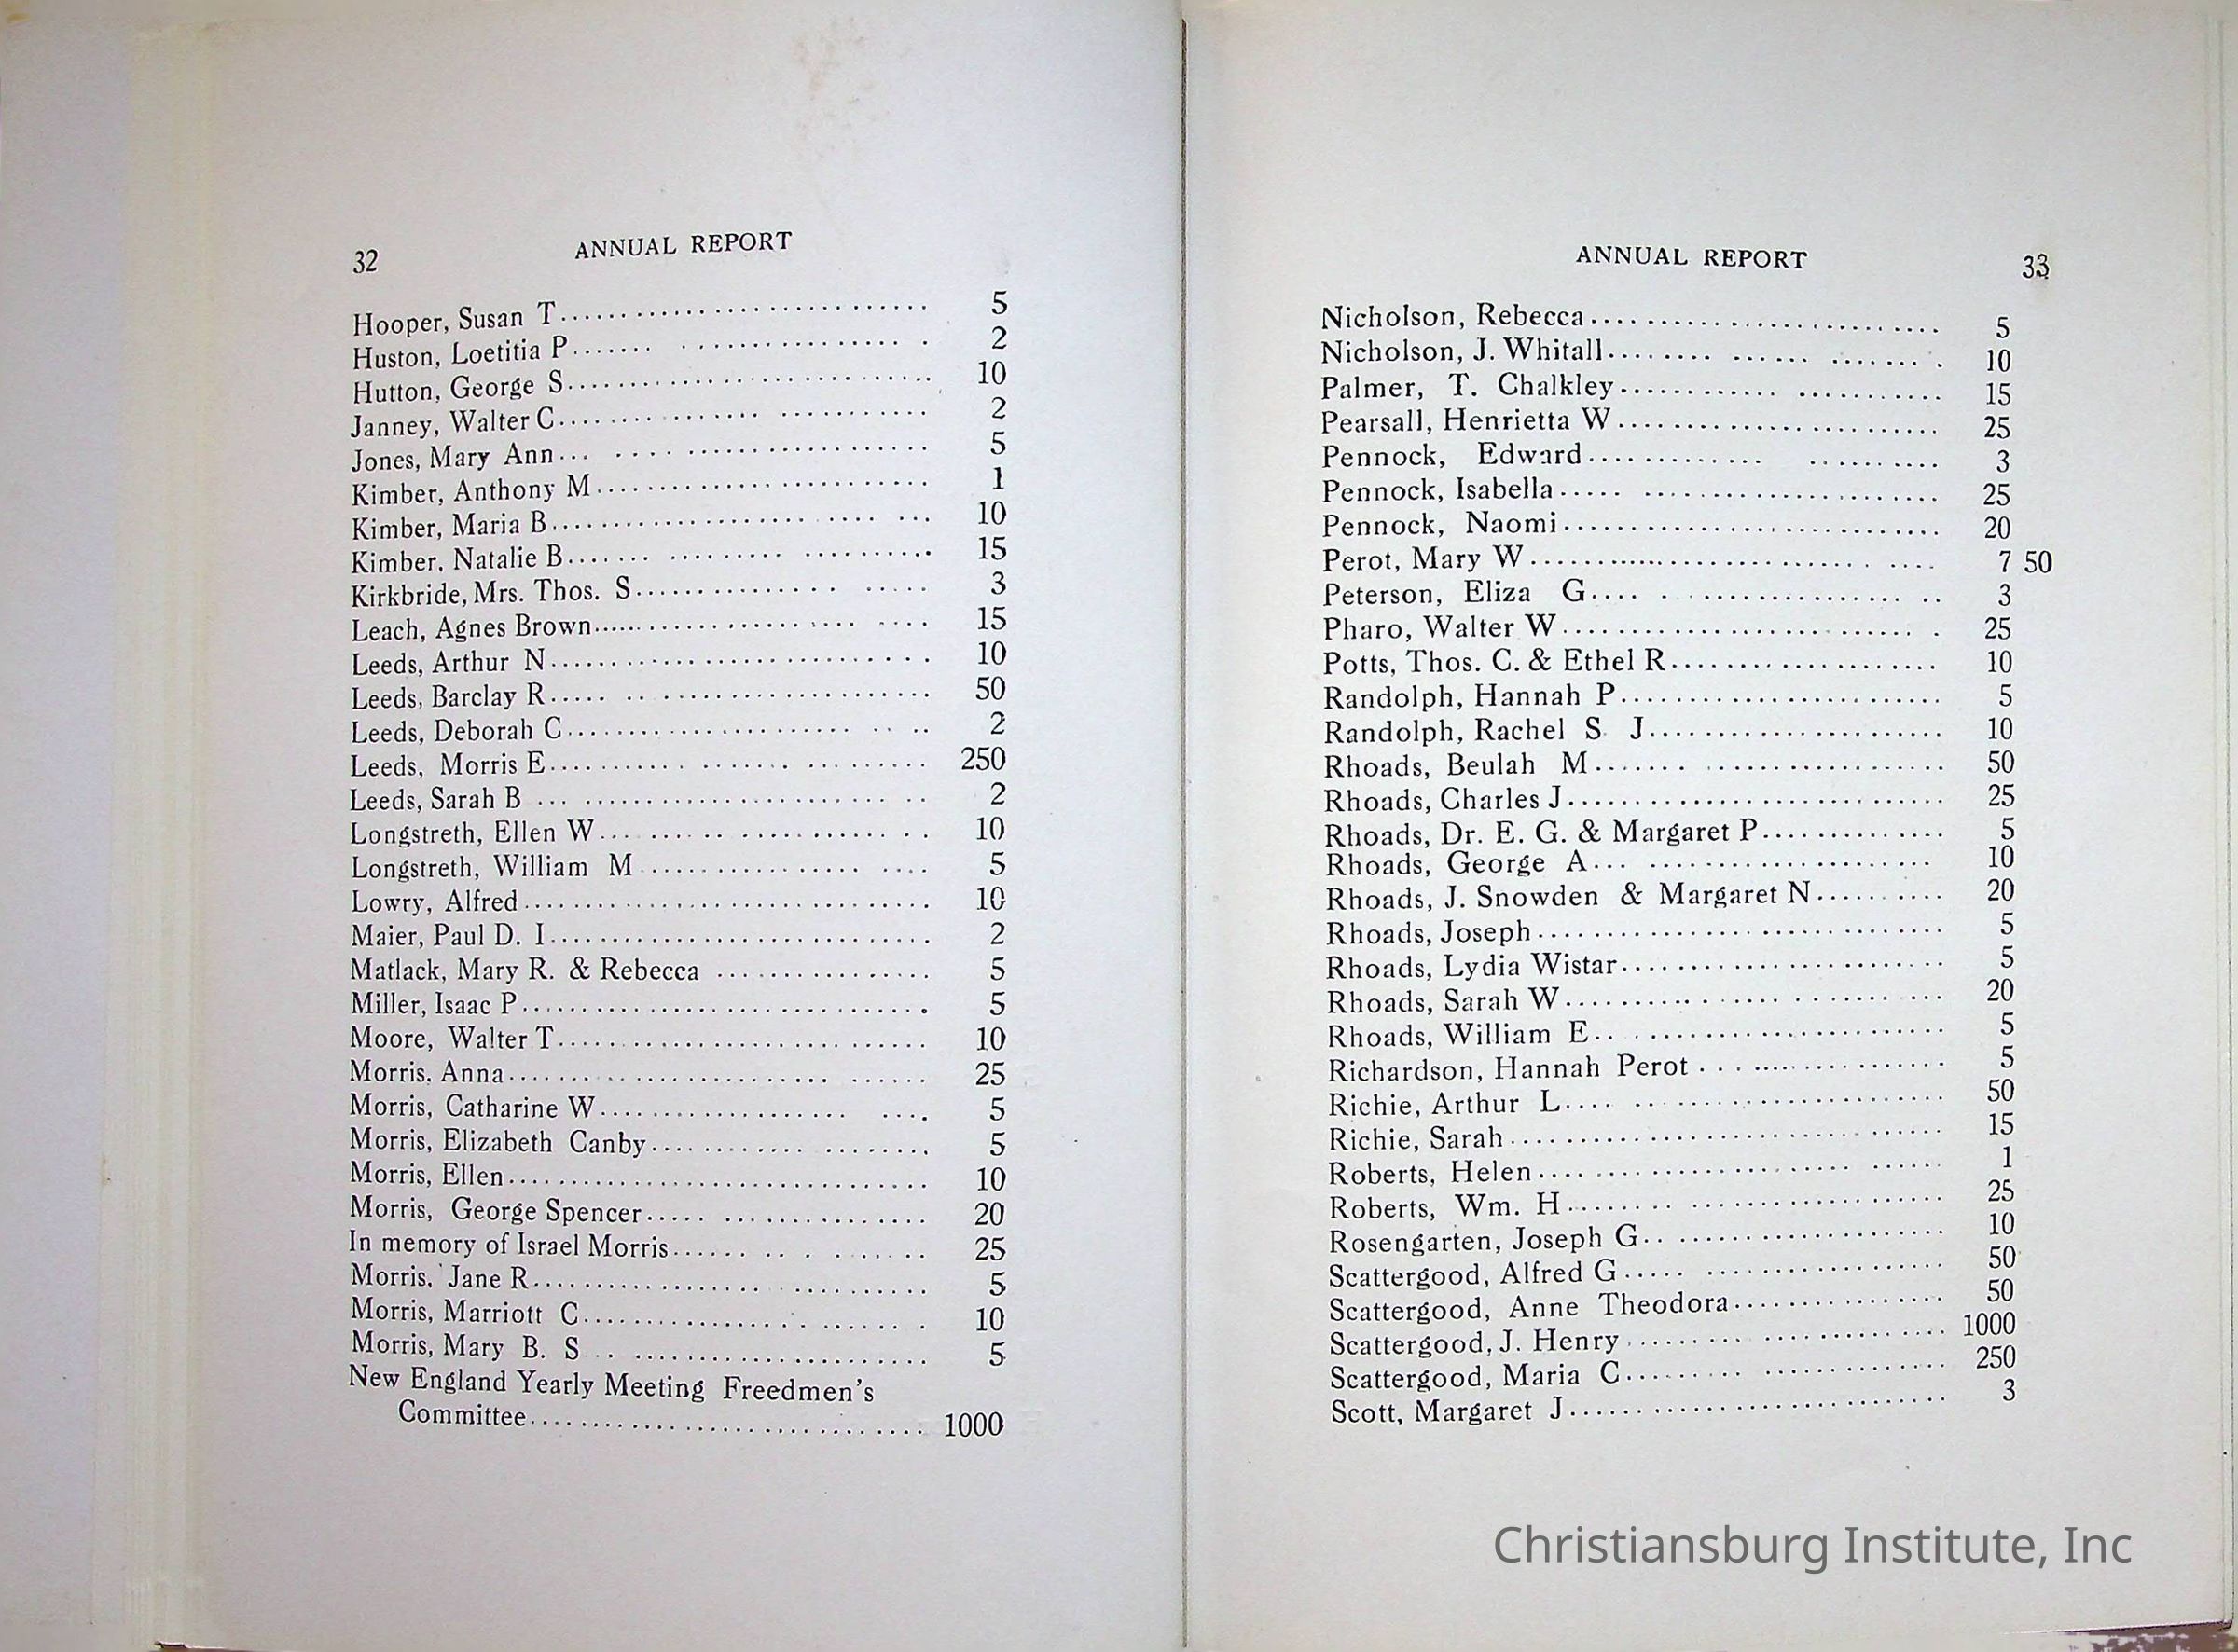 32 ANNUAL REPORT
Hooper, Susan T. 5
Huston, Loetitia P. 2
Hutton, George S. 10
Janney, Walter C. 2
Jones, Mary Ann 5
Kimber, Anthony M. 1
Kimber, Maria B. 10
Kimber, Natalie B. 15
Kirkbride, Mrs. Thos. S. 3
Leach, Agnes Brown 15
Leeds, Arthur N. 10
Leeds, Barclay R. 50
Leeds, Deborah C. 2
Leeds, Morris E. 250
Leeds, Sarah B 2
Longstreth, Ellen W. 10
Longstreth, William M 5
Lowry, Alfred 10
Maier, Paul D. I. 2
Matlack, Mary R. & Rebecca 5
Miller, Isaac P. 5
Moore, Walter T. 10
Morris, Anna 25
Morris, Catharine W. 5
Morris, Elizabeth Canby 5
Morris, Ellen 10
Morris, George Spencer 20
In memory of Israel Morris 25
Morris, Jane R. 5
Morris, Marriott C. 10
Morris, Mary B. S 5
New England Yearly Meeting Freedmen's
Committee 1000
ANNUAL REPORT 33
Nicholson, Rebecca 5
Nicholson, J. Whitall 10
Palmer, T. Chalkley 15
Pearsall, Henrietta W. 25
Pennock, Edward 3
Pennock, Isabella 25
Pennock, Naomi 20
Perot, Mary W. 7 50
Peterson, Eliza G. 3
Pharo, Walter W. 25
Potts, Thos. C. & Ethel R. 10
Randolph, Hannah P. 5
Randolph, Rachel S. J. 10
Rhoads, Beulah M. 50
Rhoads, Charles J. 25
Rhoads, Dr. E. G. & Margaret P. 5
Rhoads, George A. 10
Rhoads, J. Snowden & Margaret N. 20
Rhoads, Joseph 5
Rhoads, Lydia Wistar 5
Rhoads, Sarah W. 20
Rhoads, William E. 5
Richardson, Hannah Perot 5
Richie, Arthur L. 50
Richie, Sarah 15
Roberts, Helen 1
Roberts, Wm. H. 25
Rosengarten, Joseph G. 10
Scattergood, Alfred G. 50
Scattergood, Anne Theodora 50
Scattergood, J. Henry 1000
Scattergood, Maria C. 250
Scott, Margaret J. 3
Christiansburg Institute, Inc